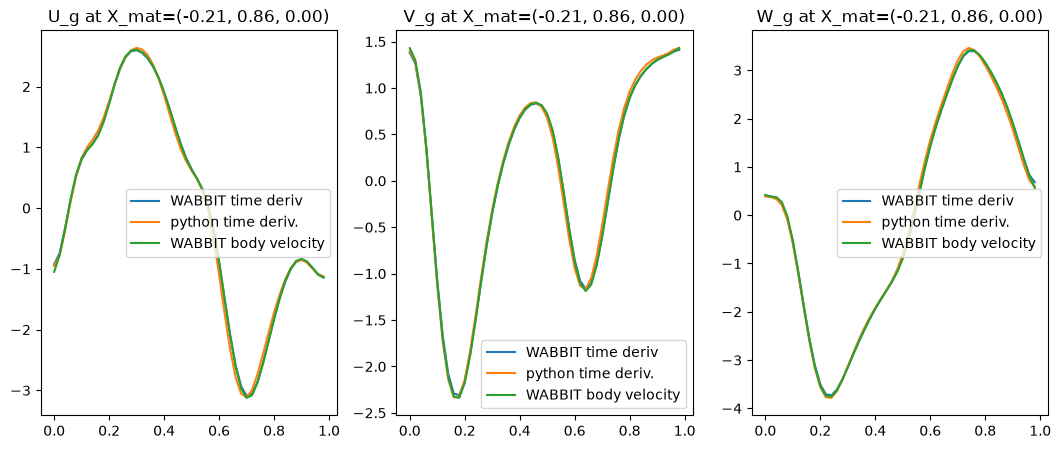 U_g at X_mat=(-0.21, 0.86, 0.00)
2
1
0
−1
−2
−3
0.0 0.2 0.4 0.6 0.8 1.0
WABBIT time deriv
python time deriv.
WABBIT body velocity
V_g at X_mat=(-0.21, 0.86, 0.00)
1.5
1.0
0.5
0.0
−0.5
−1.0
−1.5
−2.0
−2.5
0.0 0.2 0.4 0.6 0.8 1.0
WABBIT time deriv
python time deriv.
WABBIT body velocity
W_g at X_mat=(-0.21, 0.86, 0.00)
3
2
1
0
−1
−2
−3
−4
0.0 0.2 0.4 0.6 0.8 1.0
WABBIT time deriv
python time deriv.
WABBIT body velocity